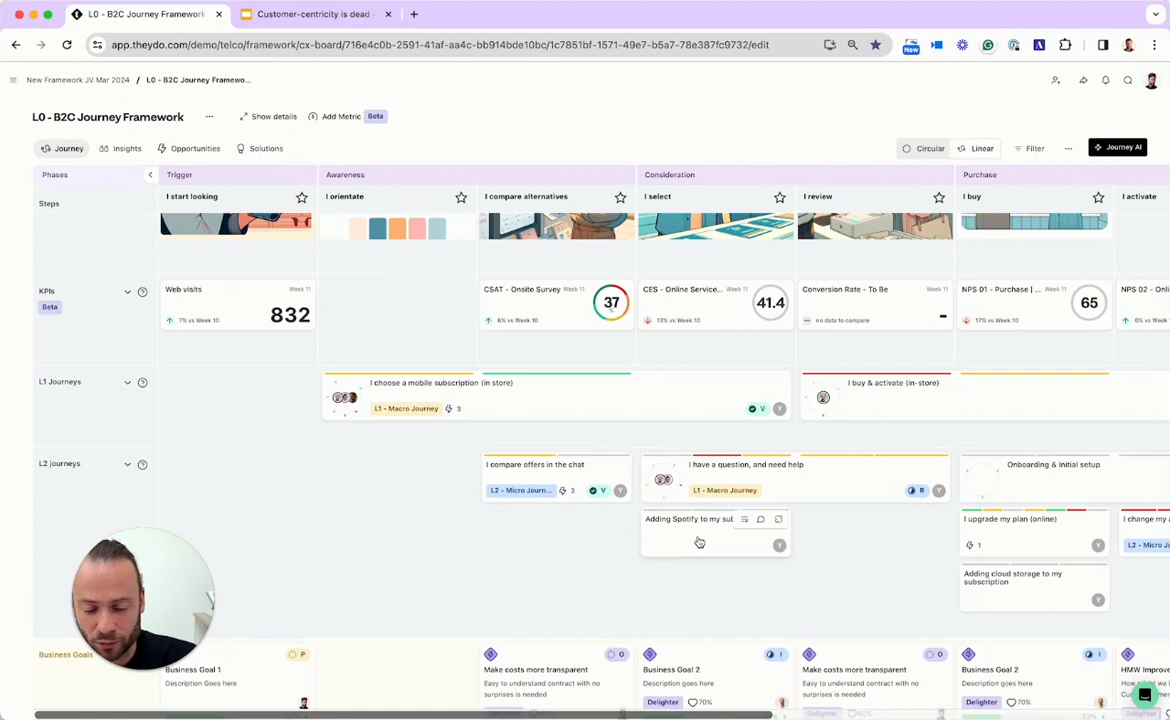 L0 - B2C Journey Framework
Customer-centricity is dead -
app.theydo.com/demo/telco/framework/cx-board/716e4c0b-2591-41af-aa4c-bb914bde10bc/1c7851bf-1571-49e7-b5a7-78e387f9c9732/edit
New
New Framework JV Mar 2024 / L0 - B2C Journey Framewo...
L0 - B2C Journey Framework ... Show details Add Metric Beta
Journey Insights Opportunities Solutions Circular Linear Filter ... Journey AI
Phases Trigger Awareness Consideration Purchase
Steps I start looking I orientate I compare alternatives I select I review I buy I activate
KPIs
Beta
Web visits Week 11
832
7% vs Week 10
CSAT - Onsite Survey Week 11
37
%
6% vs Week 10
CES - Online Service... Week 11
41.4
13% vs Week 10
Conversion Rate - To Be Week 11
-
no data to compare
NPS 01 - Purchase | ... Week 11
65
17% vs Week 10
NPS 02 - Onli
0% vs Week
L1 Journeys
I choose a mobile subscription (in store)
L1 - Macro Journey 3 V Y
I buy & activate (in-store)
L2 journeys
I compare offers in the chat
L2 - Micro Journ... 3 V Y
I have a question, and need help
L1 - Macro Journey R Y
Onboarding & Initial setup
Adding Spotify to my sub
Y
I upgrade my plan (online)
1 Y
I change my a
L2 - Micro Jo
Adding cloud storage to my
subscription
Y
Business Goals
P
Business Goal 1
Description Goes here
O
Make costs more transparent
Easy to understand contract with no
surprises is needed
I
Business Goal 2
Description goes here
Delighter 70%
O
Make costs more transparent
Easy to understand contract with no
surprises is needed
Delighter 62%
I
Business Goal 2
Description goes here
Delighter 70%
HMW Improve